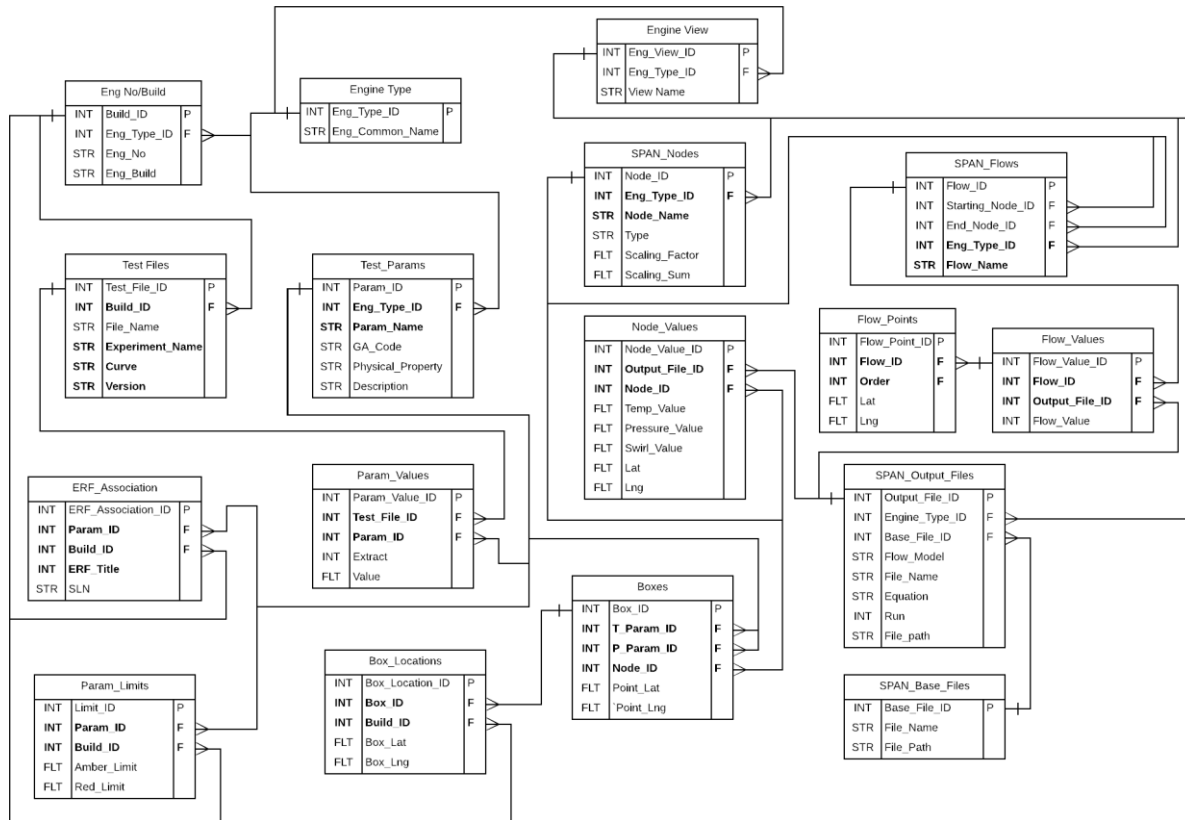 Engine View
INT Eng_View_ID P
INT Eng_Type_ID F
STR View Name
Eng No/Build
INT Build_ID P
INT Eng_Type_ID F
STR Eng_No
STR Eng_Build
Engine Type
INT Eng_Type_ID P
STR Eng_Common_Name
SPAN_Nodes
INT Node_ID P
INT Eng_Type_ID F
STR Node_Name
STR Type
FLT Scaling_Factor
FLT Scaling_Sum
SPAN_Flows
INT Flow_ID P
INT Starting_Node_ID F
INT End_Node_ID F
INT Eng_Type_ID F
STR Flow_Name
Test Files
INT Test_File_ID P
INT Build_ID F
STR File_Name
STR Experiment_Name
STR Curve
STR Version
Test_Params
INT Param_ID P
INT Eng_Type_ID F
STR Param_Name
STR GA_Code
STR Physical_Property
STR Description
Node_Values
INT Node_Value_ID P
INT Output_File_ID F
INT Node_ID F
FLT Temp_Value
FLT Pressure_Value
FLT Swirl_Value
FLT Lat
FLT Lng
Flow_Points
INT Flow_Point_ID P
INT Flow_ID F
INT Order F
FLT Lat
FLT Lng
Flow_Values
INT Flow_Value_ID P
INT Flow_ID F
INT Output_File_ID F
INT Flow_Value
ERF_Association
INT ERF_Association_ID P
INT Param_ID F
INT Build_ID F
INT ERF_Title
STR SLN
Param_Values
INT Param_Value_ID P
INT Test_File_ID F
INT Param_ID F
INT Extract
FLT Value
SPAN_Output_Files
INT Output_File_ID P
INT Engine_Type_ID F
INT Base_File_ID F
STR Flow_Model
STR File_Name
STR Equation
INT Run
STR File_path
Boxes
INT Box_ID P
INT T_Param_ID F
INT P_Param_ID F
INT Node_ID F
FLT Point_Lat
FLT `Point_Lng
Param_Limits
INT Limit_ID P
INT Param_ID F
INT Build_ID F
FLT Amber_Limit
FLT Red_Limit
Box_Locations
INT Box_Location_ID P
INT Box_ID F
INT Build_ID F
FLT Box_Lat
FLT Box_Lng
SPAN_Base_Files
INT Base_File_ID P
STR File_Name
STR File_Path